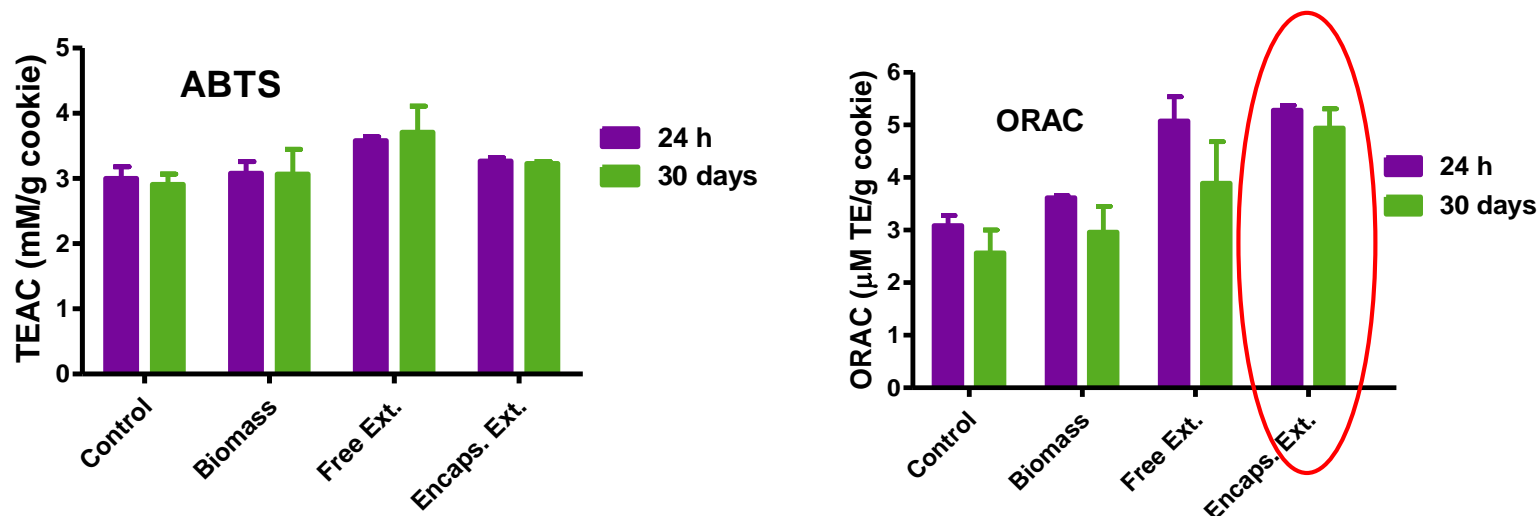 ABTS
TEAC (mM/g cookie)
5
4
3
2
1
0
Control
Biomass
Free Ext.
Encaps. Ext.
24 h
30 days
ORAC
ORAC (μM TE/g cookie)
6
5
4
3
2
1
0
Control
Biomass
Free Ext.
Encaps. Ext.
24 h
30 days